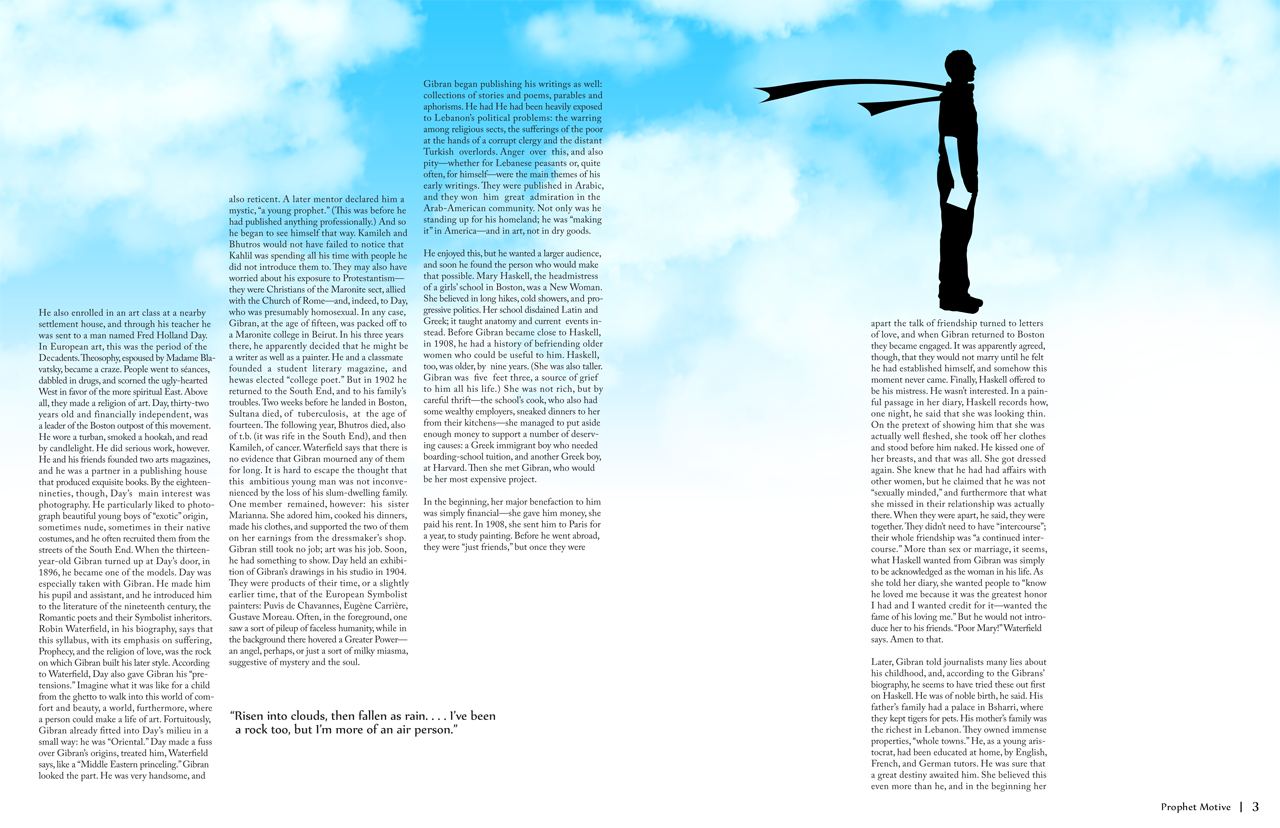 He also enrolled in an art class at a nearby
settlement house, and through his teacher he
was sent to a man named Fred Holland Day.
In European art, this was the period of the
Decadents. Theosophy, espoused by Madame Bla-
vatsky, became a craze. People went to séances,
dabbled in drugs, and scorned the ugly-hearted
West in favor of the more spiritual East. Above
all, they made a religion of art. Day, thirty-two
years old and financially independent, was
a leader of the Boston outpost of this movement.
He wore a turban, smoked a hookah, and read
by candlelight. He did serious work, however.
He and his friends founded two arts magazines,
and he was a partner in a publishing house
that produced exquisite books. By the eighteen-
nineties, though, Day's main interest was
photography. He particularly liked to photo-
graph beautiful young boys of “exotic” origin,
sometimes nude, sometimes in their native
costumes, and he often recruited them from the
streets of the South End. When the thirteen-
year-old Gibran turned up at Day's door, in
1896, he became one of the models. Day was
especially taken with Gibran. He made him
his pupil and assistant, and he introduced him
to the literature of the nineteenth century, the
Romantic poets and their Symbolist inheritors.
Robin Waterfield, in his biography, says that
this syllabus, with its emphasis on suffering,
Prophecy, and the religion of love, was the rock
on which Gibran built his later style. According
to Waterfield, Day also gave Gibran his “pre-
tensions.” Imagine what it was like for a child
from the ghetto to walk into this world of com-
fort and beauty, a world, furthermore, where
a person could make a life of art. Fortuitously,
Gibran already fitted into Day's milieu in a
small way: he was “Oriental.” Day made a fuss
over Gibran's origins, treated him, Waterfield
says, like a “Middle Eastern princeling.” Gibran
looked the part. He was very handsome, and
also reticent. A later mentor declared him a
mystic, “a young prophet.” (This was before he
had published anything professionally.) And so
he began to see himself that way. Kamileh and
Bhutros would not have failed to notice that
Kahlil was spending all his time with people he
did not introduce them to. They may also have
worried about his exposure to Protestantism—
they were Christians of the Maronite sect, allied
with the Church of Rome—and, indeed, to Day,
who was presumably homosexual. In any case,
Gibran, at the age of fifteen, was packed off to
a Maronite college in Beirut. In his three years
there, he apparently decided that he might be
a writer as well as a painter. He and a classmate
founded a student literary magazine, and
hewas elected “college poet.” But in 1902 he
returned to the South End, and to his family's
troubles. Two weeks before he landed in Boston,
Sultana died, of tuberculosis, at the age of
fourteen. The following year, Bhutros died, also
of t.b. (it was rife in the South End), and then
Kamileh, of cancer. Waterfield says that there is
no evidence that Gibran mourned any of them
for long. It is hard to escape the thought that
this ambitious young man was not inconve-
nienced by the loss of his slum-dwelling family.
One member remained, however: his sister
Marianna. She adored him, cooked his dinners,
made his clothes, and supported the two of them
on her earnings from the dressmaker's shop.
Gibran still took no job; art was his job. Soon,
he had something to show. Day held an exhibi-
tion of Gibran's drawings in his studio in 1904.
They were products of their time, or a slightly
earlier time, that of the European Symbolist
painters: Puvis de Chavannes, Eugène Carrière,
Gustave Moreau. Often, in the foreground, one
saw a sort of pileup of faceless humanity, while in
the background there hovered a Greater Power—
an angel, perhaps, or just a sort of milky miasma,
suggestive of mystery and the soul.
“Risen into clouds, then fallen as rain. . . . I've been
a rock too, but I'm more of an air person.”
Gibran began publishing his writings as well:
collections of stories and poems, parables and
aphorisms. He had He had been heavily exposed
to Lebanon's political problems: the warring
among religious sects, the sufferings of the poor
at the hands of a corrupt clergy and the distant
Turkish overlords. Anger over this, and also
pity—whether for Lebanese peasants or, quite
often, for himself—were the main themes of his
early writings. They were published in Arabic,
and they won him great admiration in the
Arab-American community. Not only was he
standing up for his homeland; he was “making
it” in America—and in art, not in dry goods.
He enjoyed this, but he wanted a larger audience,
and soon he found the person who would make
that possible. Mary Haskell, the headmistress
of a girls' school in Boston, was a New Woman.
She believed in long hikes, cold showers, and pro-
gressive politics. Her school disdained Latin and
Greek; it taught anatomy and current events in-
stead. Before Gibran became close to Haskell,
in 1908, he had a history of befriending older
women who could be useful to him. Haskell,
too, was older, by nine years. (She was also taller.
Gibran was five feet three, a source of grief
to him all his life.) She was not rich, but by
careful thrift—the school's cook, who also had
some wealthy employers, sneaked dinners to her
from their kitchens—she managed to put aside
enough money to support a number of deserv-
ing causes: a Greek immigrant boy who needed
boarding-school tuition, and another Greek boy,
at Harvard. Then she met Gibran, who would
be her most expensive project.
In the beginning, her major benefaction to him
was simply financial—she gave him money, she
paid his rent. In 1908, she sent him to Paris for
a year, to study painting. Before he went abroad,
they were “just friends,” but once they were
apart the talk of friendship turned to letters
of love, and when Gibran returned to Boston
they became engaged. It was apparently agreed,
though, that they would not marry until he felt
he had established himself, and somehow this
moment never came. Finally, Haskell offered to
be his mistress. He wasn't interested. In a pain-
ful passage in her diary, Haskell records how,
one night, he said that she was looking thin.
On the pretext of showing him that she was
actually well fleshed, she took off her clothes
and stood before him naked. He kissed one of
her breasts, and that was all. She got dressed
again. She knew that he had had affairs with
other women, but he claimed that he was not
“sexually minded,” and furthermore that what
she missed in their relationship was actually
there. When they were apart, he said, they were
together. They didn't need to have “intercourse”;
their whole friendship was “a continued inter-
course.” More than sex or marriage, it seems,
what Haskell wanted from Gibran was simply
to be acknowledged as the woman in his life. As
she told her diary, she wanted people to “know
he loved me because it was the greatest honor
I had and I wanted credit for it—wanted the
fame of his loving me.” But he would not intro-
duce her to his friends. “Poor Mary!” Waterfield
says. Amen to that.
Later, Gibran told journalists many lies about
his childhood, and, according to the Gibrans'
biography, he seems to have tried these out first
on Haskell. He was of noble birth, he said. His
father's family had a palace in Bsharri, where
they kept tigers for pets. His mother's family was
the richest in Lebanon. They owned immense
properties, “whole towns.” He, as a young aris-
tocrat, had been educated at home, by English,
French, and German tutors. He was sure that
a great destiny awaited him. She believed this
even more than he, and in the beginning her
Prophet Motive | 3